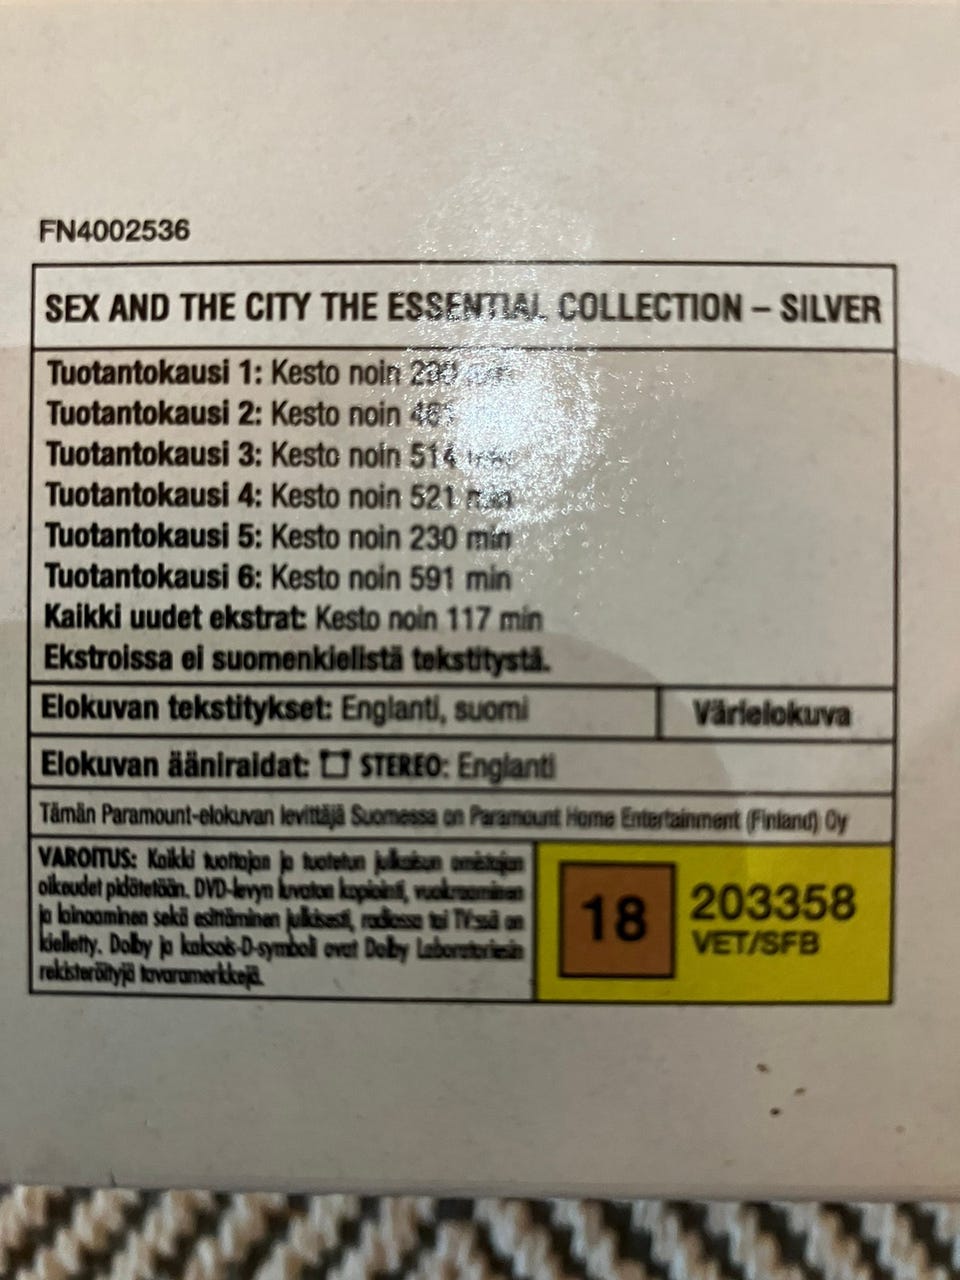 FN4002536
SEX AND THE CITY THE ESSENTIAL COLLECTION – SILVER
Tuotantokausi 1: Kesto noin
Tuotantokausi 2: Kesto noin
Tuotantokausi 3: Kesto noin 514
Tuotantokausi 4: Kesto noin 521 min
Tuotantokausi 5: Kesto noin 230 min
Tuotantokausi 6: Kesto noin 591 min
Kaikki uudet ekstrat: Kesto noin 117 min
Ekstroissa ei suomenkielistä tekstitystä.
Elokuvan tekstitykset: Englanti, suomi
Värielokuva
Elokuvan ääniraidat: STEREO: Englanti
Tämän Paramount-elokuvan levittäjä Suomessa on Paramount Home Entertainment (Finland) Oy
VAROITUS: Kaikki tuottajan ja tuotetun julkaisun omistajan
oikeudet pidätetään. DVD-levyn luvaton kopiointi, vuokraaminen
ja lainaaminen sekä esittäminen julkisesti, radiossa tai TV:ssä on
kielletty. Dolby ja kaksois-D-symboli ovat Dolby Laboratoriesin
rekisteröityjä tavaramerkkejä.
18
203358
VET/SFB